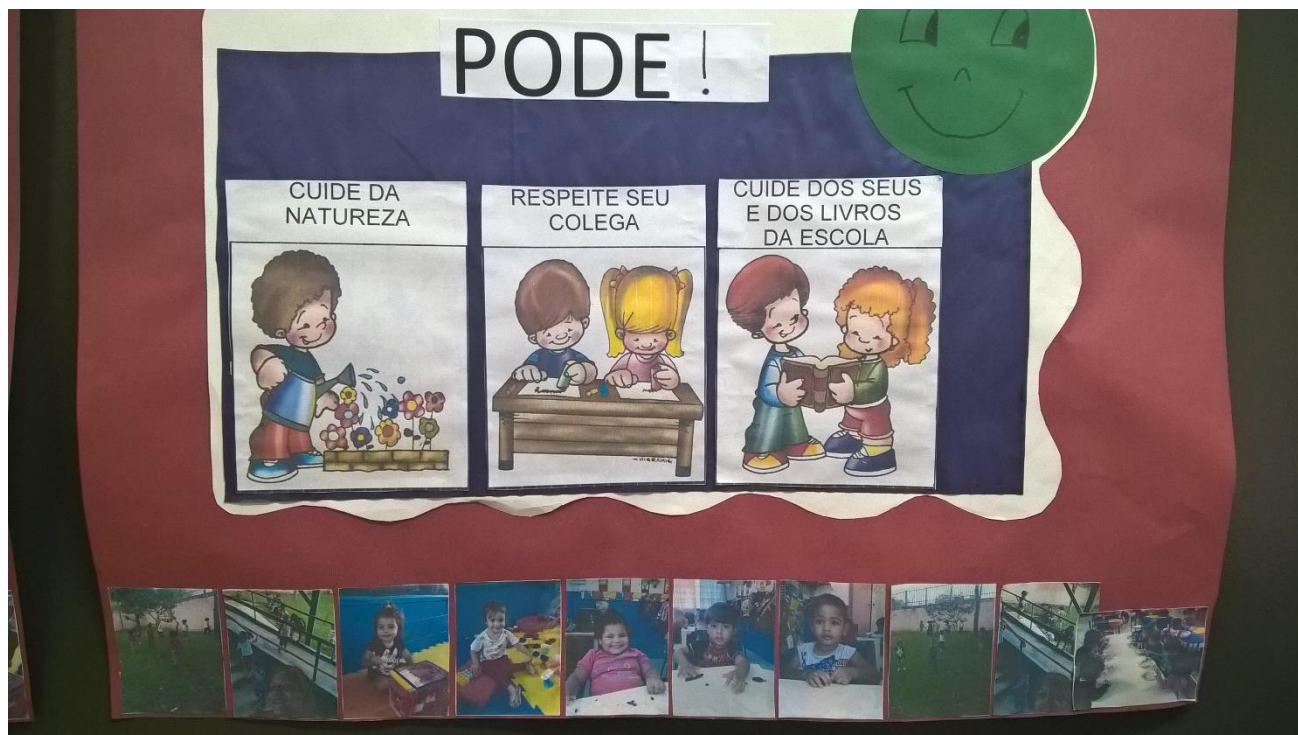 PODE!
CUIDE DA
NATUREZA
RESPEITE SEU
COLEGA
CUIDE DOS SEUS
E DOS LIVROS
DA ESCOLA